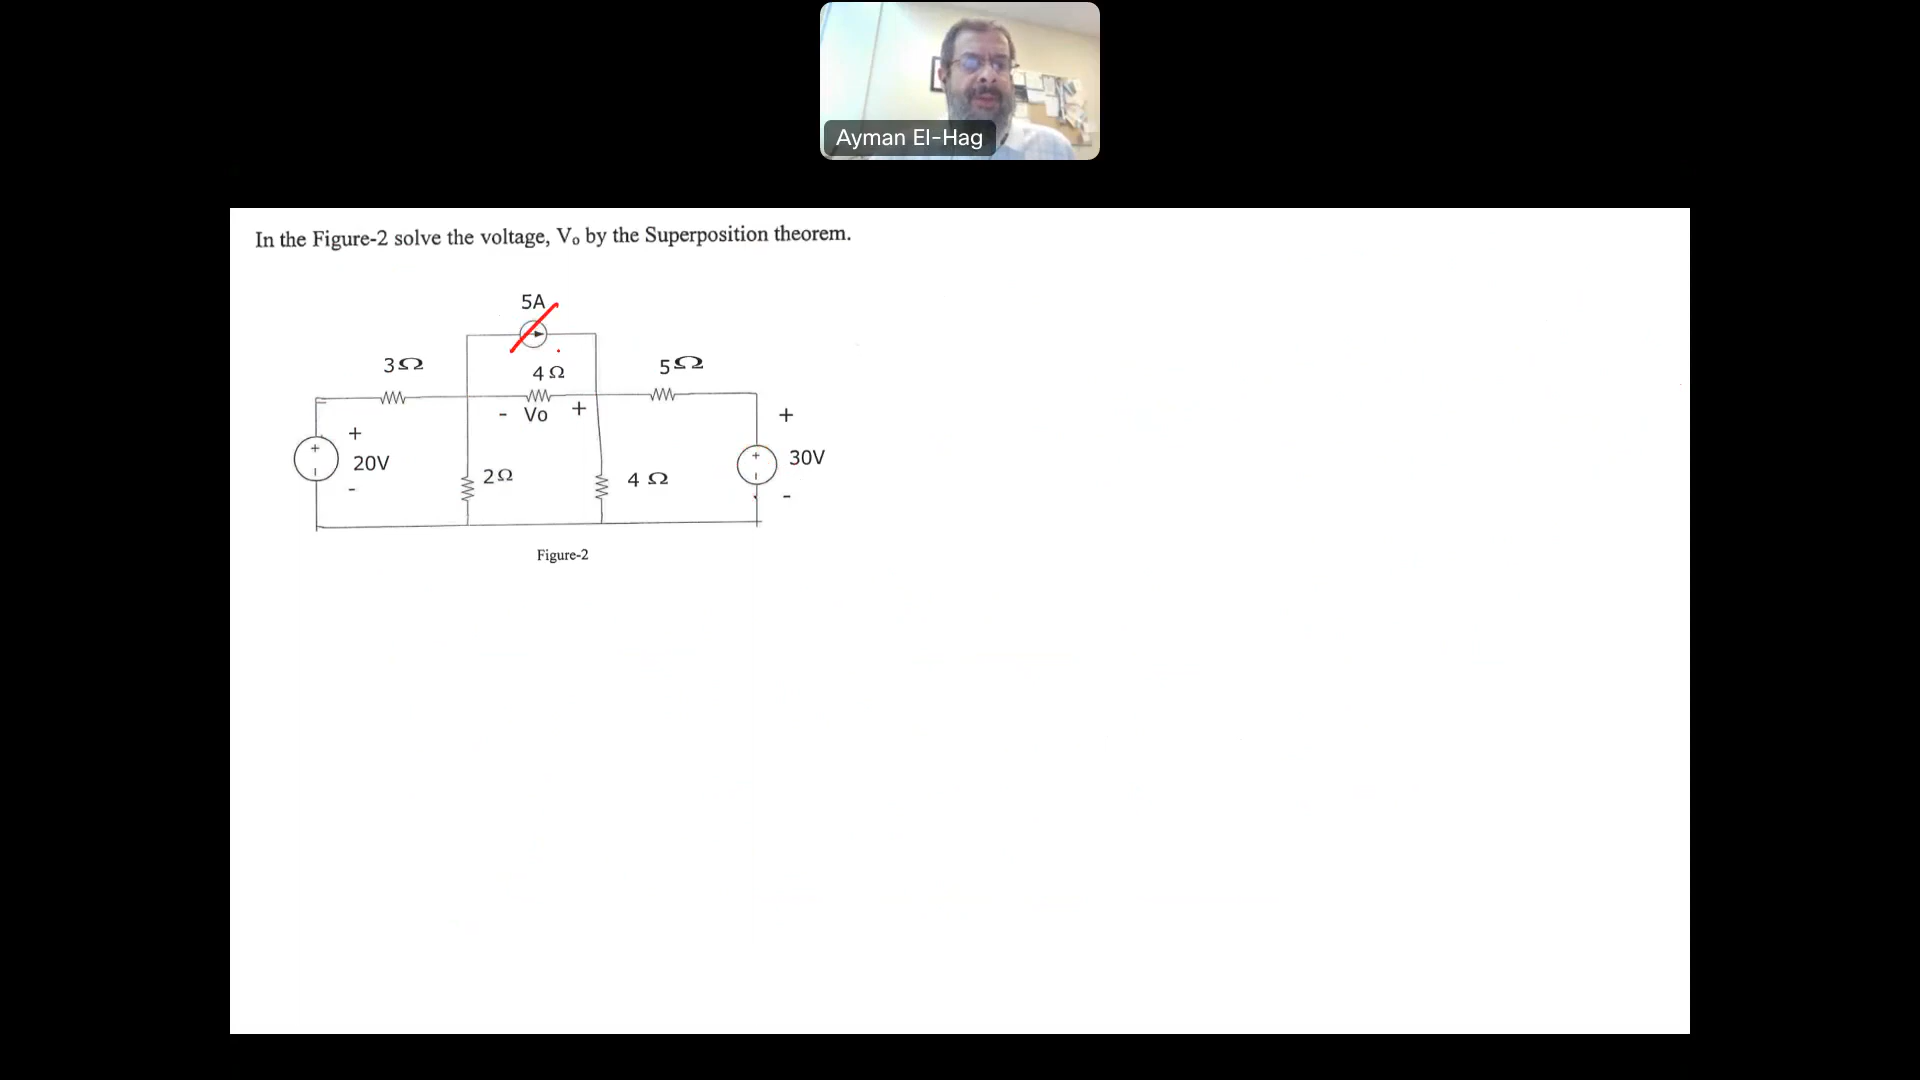 Ayman El-Hag
In the Figure-2 solve the voltage, Vo by the Superposition theorem.
5A
3Ω
4Ω
5Ω
- Vo +
+
+
+
20V
-
2Ω
4 Ω
+
30V
-
Figure-2